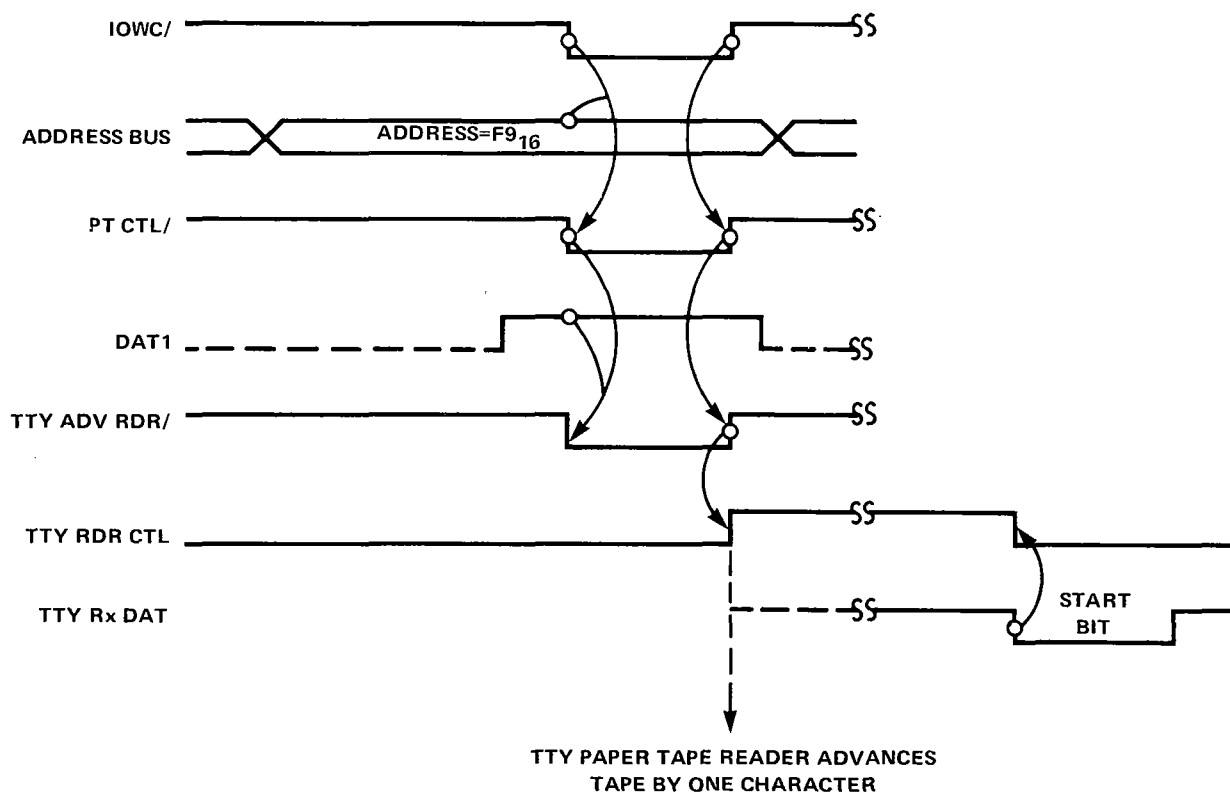 IOWC/
ADDRESS BUS
ADDRESS=F9₁₆
PT CTL/
DAT1
TTY ADV RDR/
TTY RDR CTL
TTY Rx DAT
START
BIT
TTY PAPER TAPE READER ADVANCES
TAPE BY ONE CHARACTER